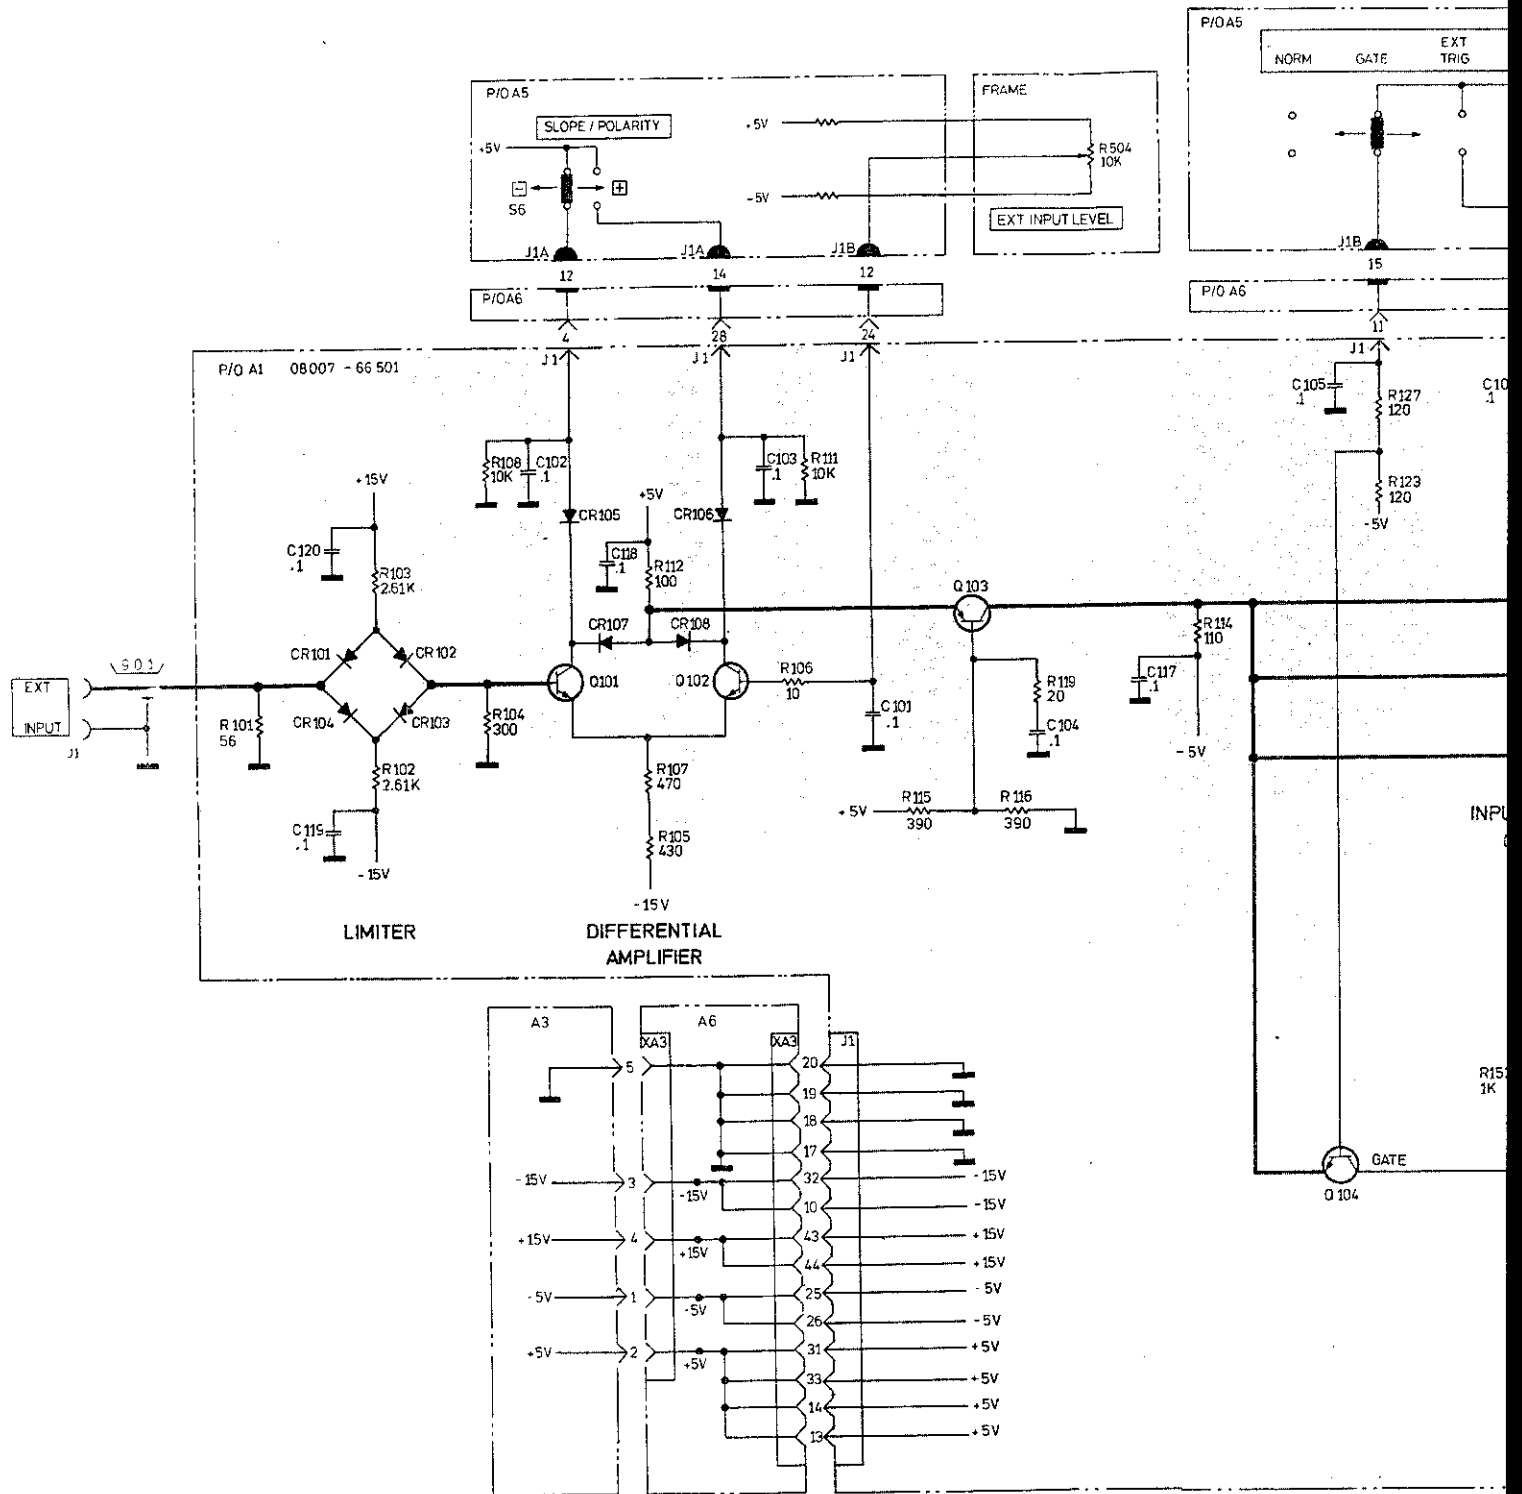 P/O A5
EXT
NORM GATE TRIG
P/O A5
SLOPE / POLARITY
+5V
+5V
-5V
- +
S6
FRAME
R504
10K
EXT INPUT LEVEL
J1A J1A J1B
12 14 12
J1B
15
P/O A6
P/O A6
4 28 24
11
J1 J1 J1
J1
P/O A1 08007 - 66 501
C105
.1
R127
120
C10
.1
R108
10K
C102
.1
C103
.1
R111
10K
R123
120
-5V
+15V
+5V
CR105
CR106
C120
.1
R103
2.61K
C118
.1
R112
100
Q103
CR107
CR108
R114
110
CR101
CR102
901
EXT
INPUT
J1
Q101
Q102
R106
10
R119
20
C117
.1
R101
56
CR104
CR103
R104
300
C101
.1
C104
.1
-5V
R102
2.61K
R107
470
+5V
R115
390
R116
390
INPU
C119
.1
R105
430
-15V
-15V
LIMITER
DIFFERENTIAL
AMPLIFIER
A3
A6
XA3
XA3
J1
5 20
19
18
17
-15V 3 -15V 32 -15V
10 -15V
+15V 4 +15V 43 +15V
44 +15V
-5V 1 -5V 25 -5V
26 -5V
+5V 2 +5V 31 +5V
33 +5V
14 +5V
13 +5V
R15
1K
GATE
Q104